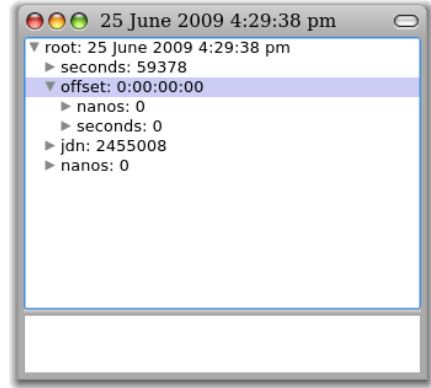 25 June 2009 4:29:38 pm
root: 25 June 2009 4:29:38 pm
seconds: 59378
offset: 0:00:00:00
nanos: 0
seconds: 0
jdn: 2455008
nanos: 0